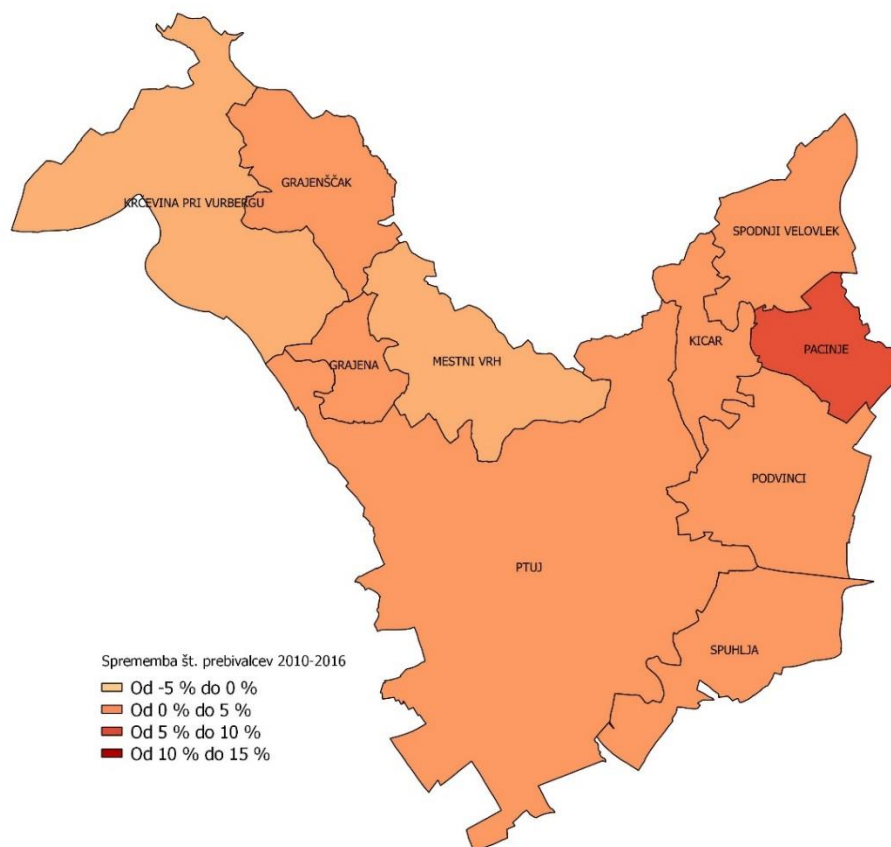 GRAJENŠČAK
KRČEVINA PRI VURBERGU
SPODNJI VELOVLEK
KICAR
PACINJE
GRAJENA
MESTNI VRH
PODVINCI
PTUJ
SPUHLJA
Sprememba št. prebivalcev 2010-2016
Od -5 % do 0 %
Od 0 % do 5 %
Od 5 % do 10 %
Od 10 % do 15 %